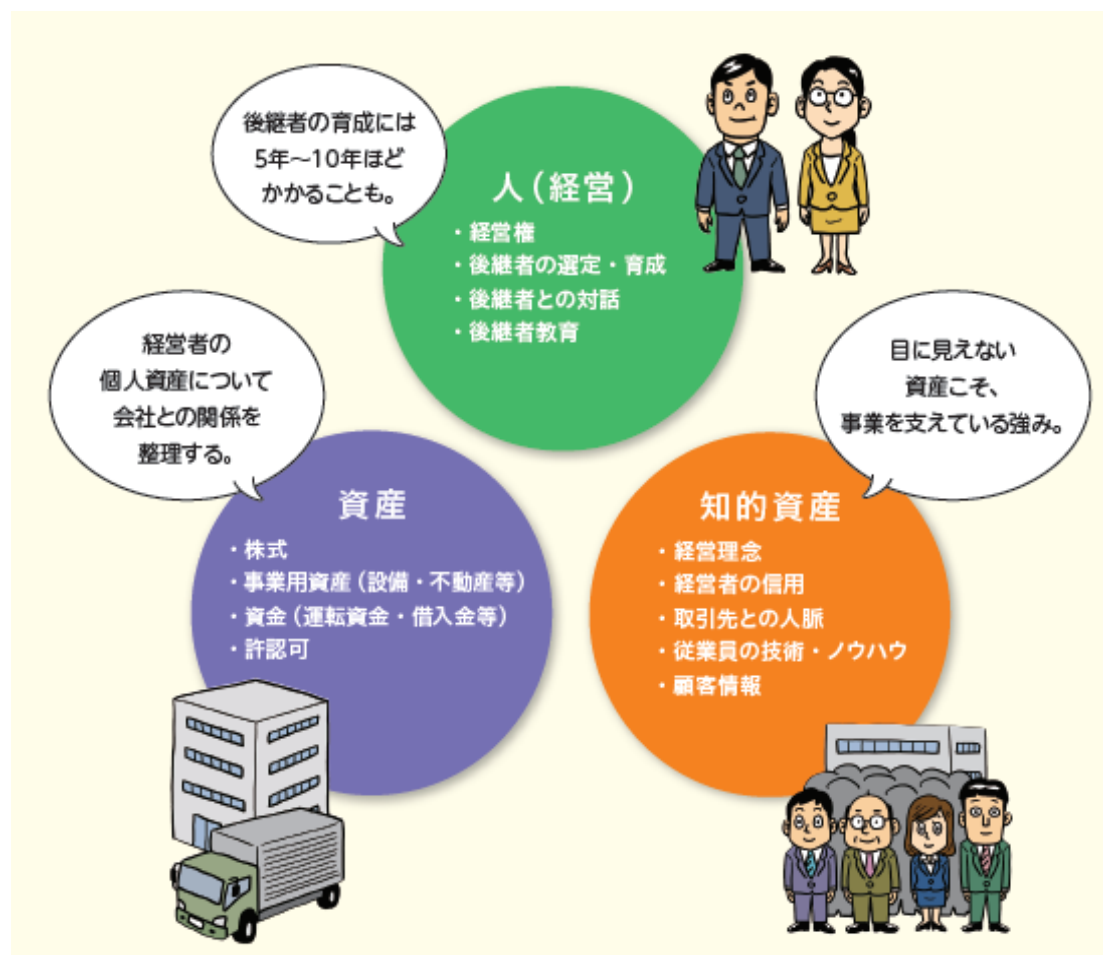 後継者の育成には
5年～10年ほど
かかることも。
人（経営）
・経営権
・後継者の選定・育成
・後継者との対話
・後継者教育
経営者の
個人資産について
会社との関係を
整理する。
目に見えない
資産こそ、
事業を支えている強み。
資産
・株式
・事業用資産（設備・不動産等）
・資金（運転資金・借入金等）
・許認可
知的資産
・経営理念
・経営者の信用
・取引先との人脈
・従業員の技術・ノウハウ
・顧客情報